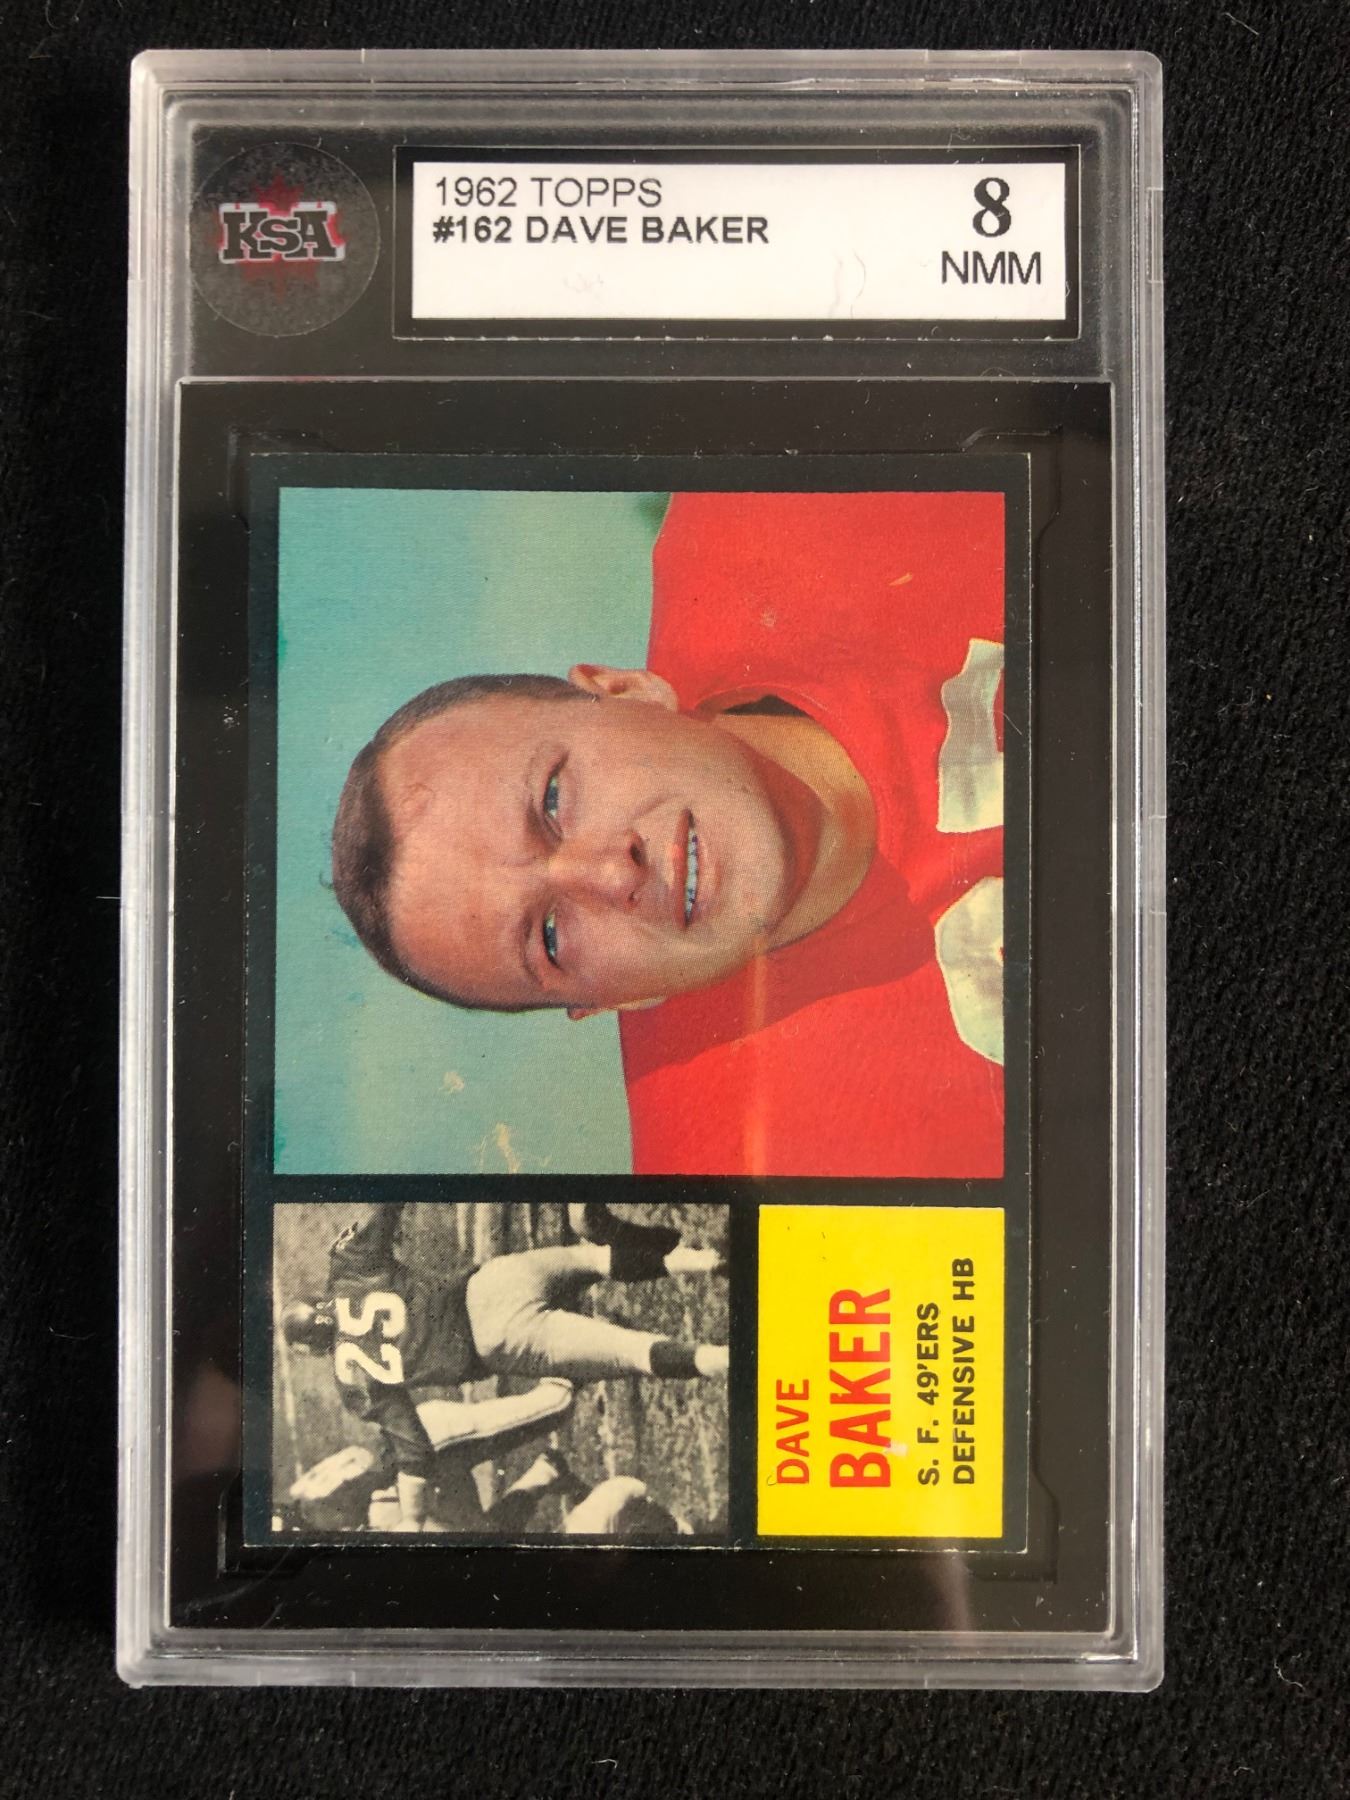 KSA
1962 TOPPS
#162 DAVE BAKER
8
NMM
25
DAVE
BAKER
S. F. 49'ERS
DEFENSIVE HB